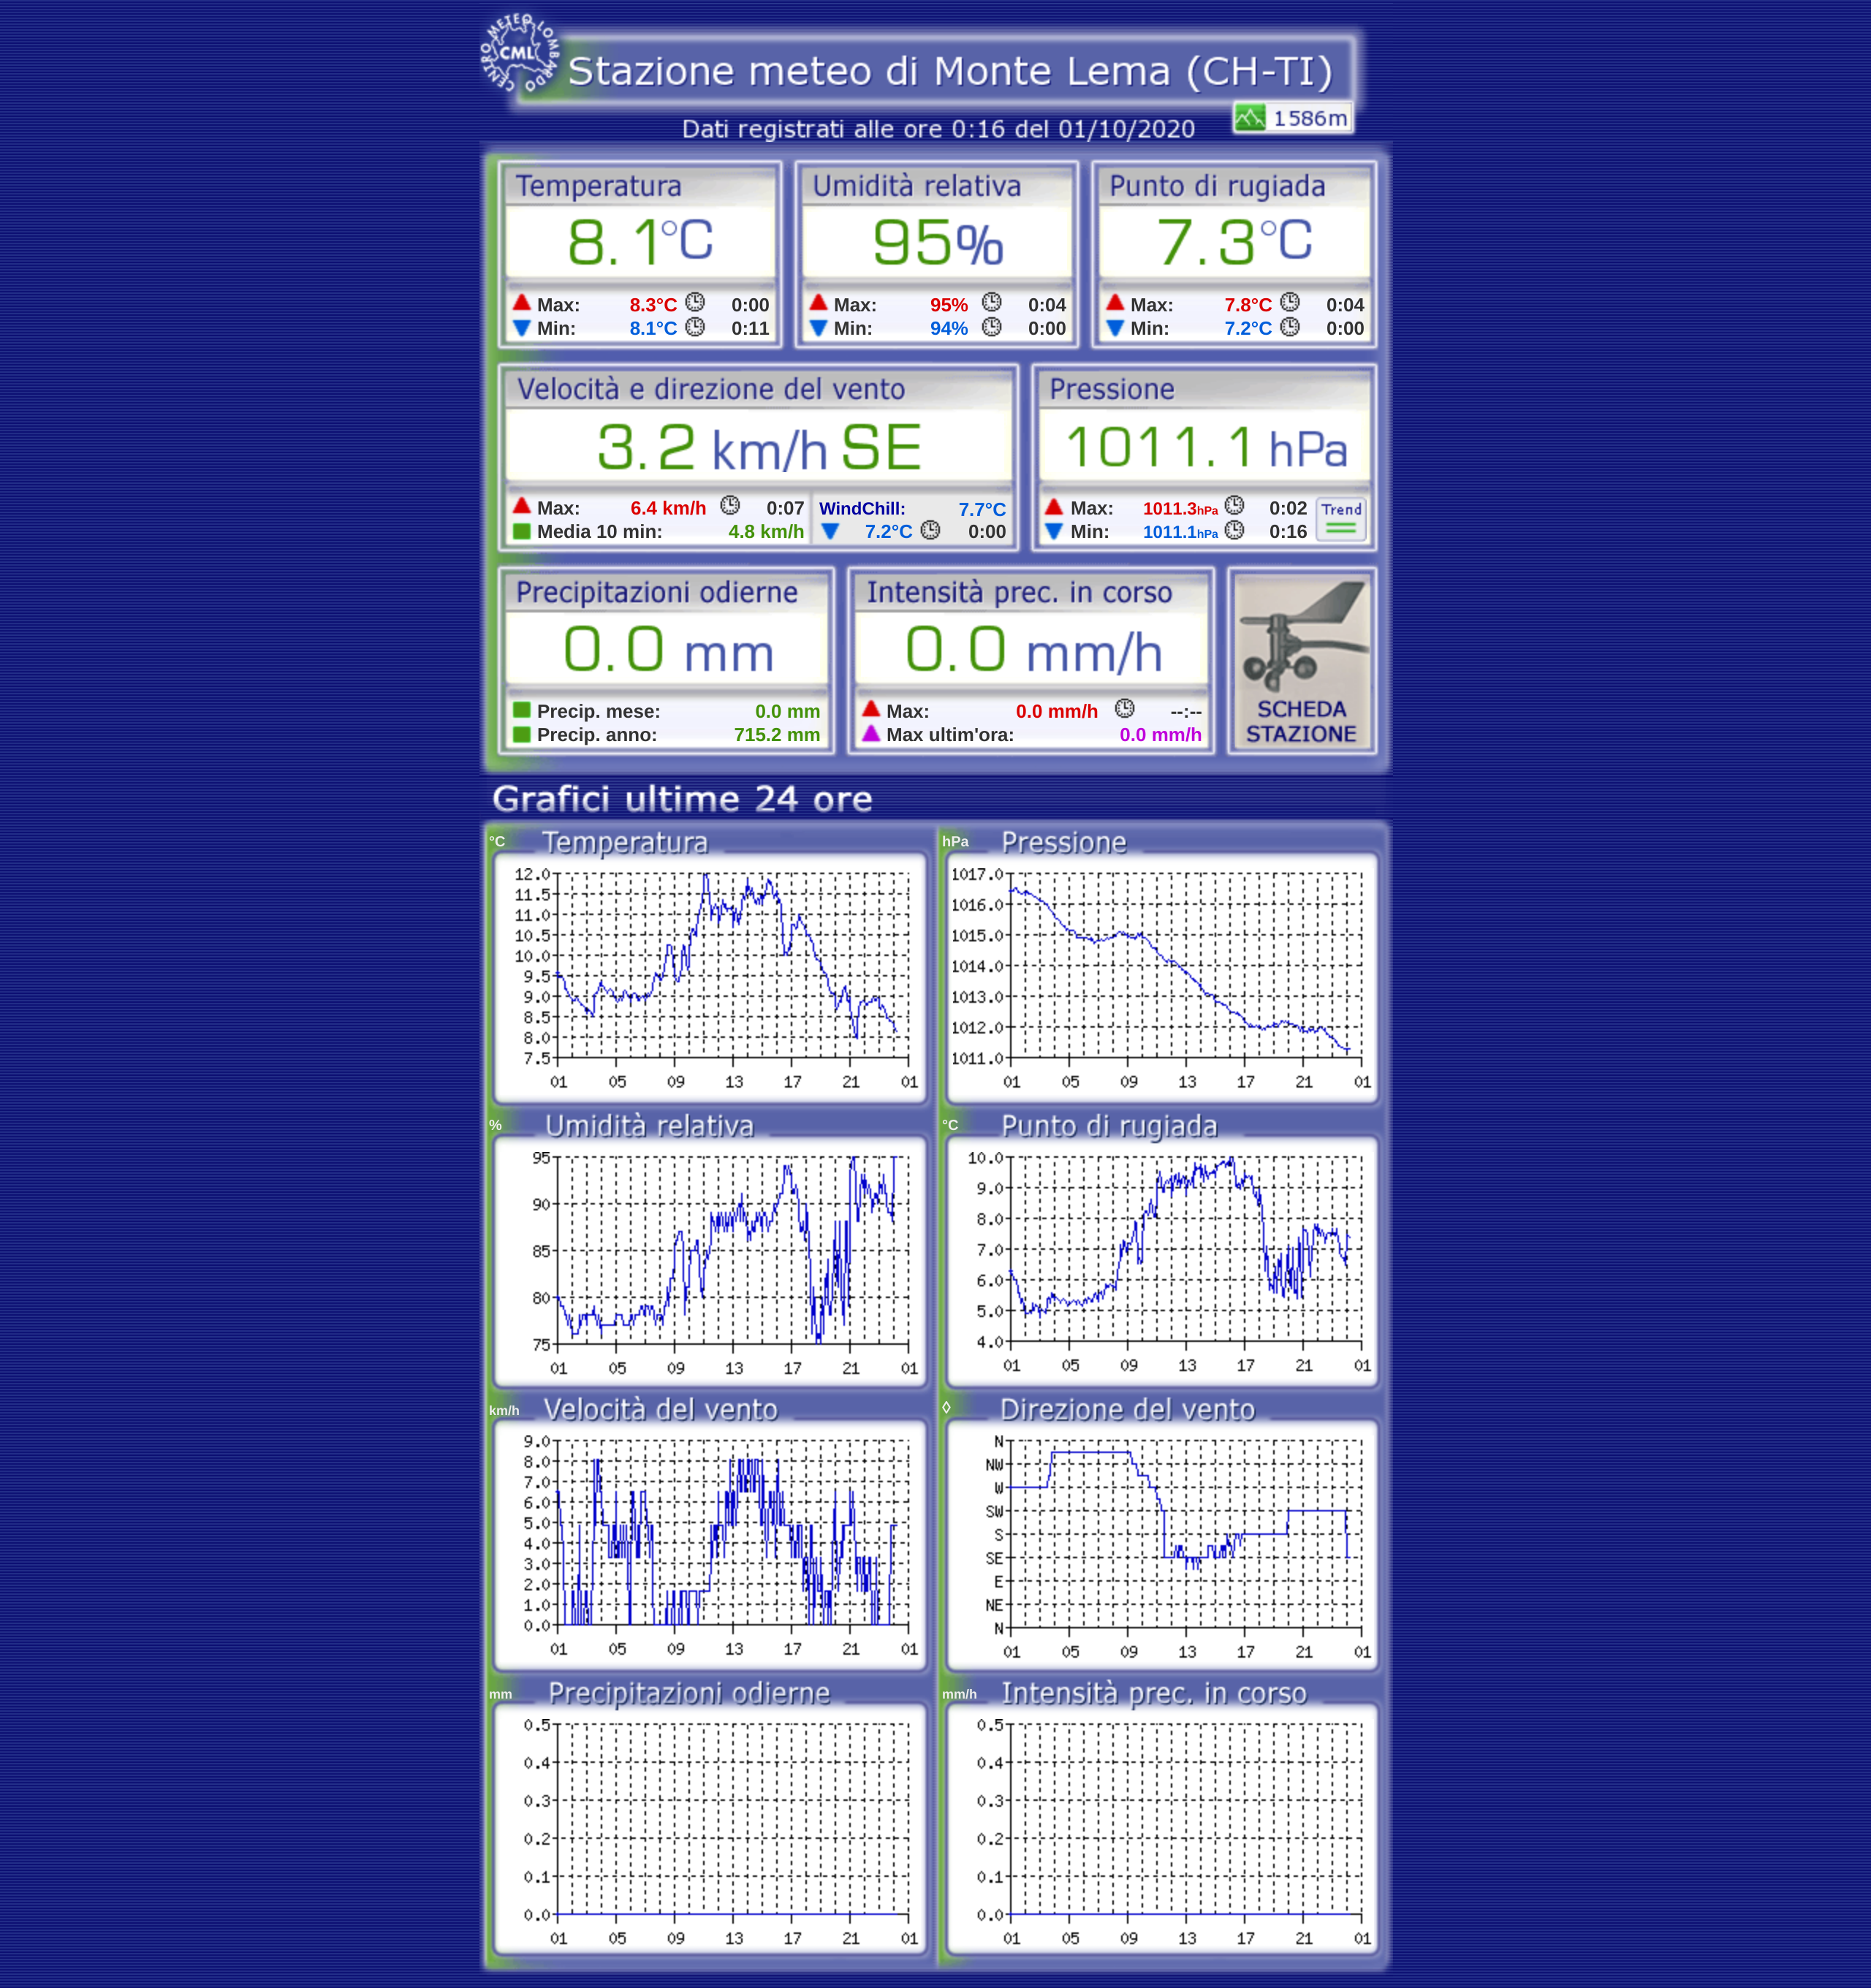 CENTRO METEO LOMBARDO
CML
Stazione meteo di Monte Lema (CH-TI)
1586m
Dati registrati alle ore 0:16 del 01/10/2020
Temperatura
8.1°C
Max: 8.3°C 0:00
Min: 8.1°C 0:11
Umidità relativa
95%
Max: 95% 0:04
Min: 94% 0:00
Punto di rugiada
7.3°C
Max: 7.8°C 0:04
Min: 7.2°C 0:00
Velocità e direzione del vento
3.2 km/h SE
Max: 6.4 km/h 0:07
Media 10 min: 4.8 km/h
WindChill: 7.7°C
7.2°C 0:00
Pressione
1011.1 hPa
Max: 1011.3hPa 0:02
Min: 1011.1hPa 0:16
Trend
Precipitazioni odierne
0.0 mm
Precip. mese: 0.0 mm
Precip. anno: 715.2 mm
Intensità prec. in corso
0.0 mm/h
Max: 0.0 mm/h --:--
Max ultim'ora: 0.0 mm/h
SCHEDA
STAZIONE
Grafici ultime 24 ore
°C Temperatura
12.0
11.5
11.0
10.5
10.0
9.5
9.0
8.5
8.0
7.5
01 05 09 13 17 21 01
hPa Pressione
1017.0
1016.0
1015.0
1014.0
1013.0
1012.0
1011.0
01 05 09 13 17 21 01
% Umidità relativa
95
90
85
80
75
01 05 09 13 17 21 01
°C Punto di rugiada
10.0
9.0
8.0
7.0
6.0
5.0
4.0
01 05 09 13 17 21 01
km/h Velocità del vento
9.0
8.0
7.0
6.0
5.0
4.0
3.0
2.0
1.0
0.0
01 05 09 13 17 21 01
◊ Direzione del vento
N
NW
W
SW
S
SE
E
NE
N
01 05 09 13 17 21 01
mm Precipitazioni odierne
0.5
0.4
0.3
0.2
0.1
0.0
01 05 09 13 17 21 01
mm/h Intensità prec. in corso
0.5
0.4
0.3
0.2
0.1
0.0
01 05 09 13 17 21 01